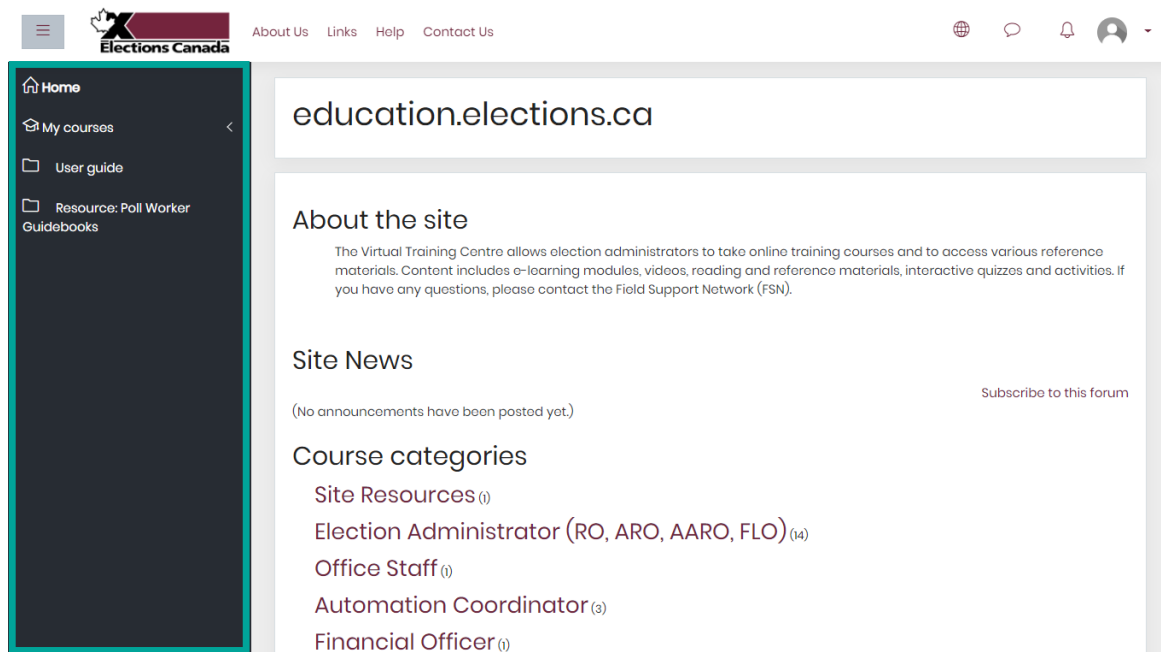 Elections Canada
About Us Links Help Contact Us
Home
My courses
User guide
Resource: Poll Worker
Guidebooks
education.elections.ca
About the site
The Virtual Training Centre allows election administrators to take online training courses and to access various reference
materials. Content includes e-learning modules, videos, reading and reference materials, interactive quizzes and activities. If
you have any questions, please contact the Field Support Network (FSN).
Site News
Subscribe to this forum
(No announcements have been posted yet.)
Course categories
Site Resources (1)
Election Administrator (RO, ARO, AARO, FLO) (14)
Office Staff (1)
Automation Coordinator (3)
Financial Officer (1)